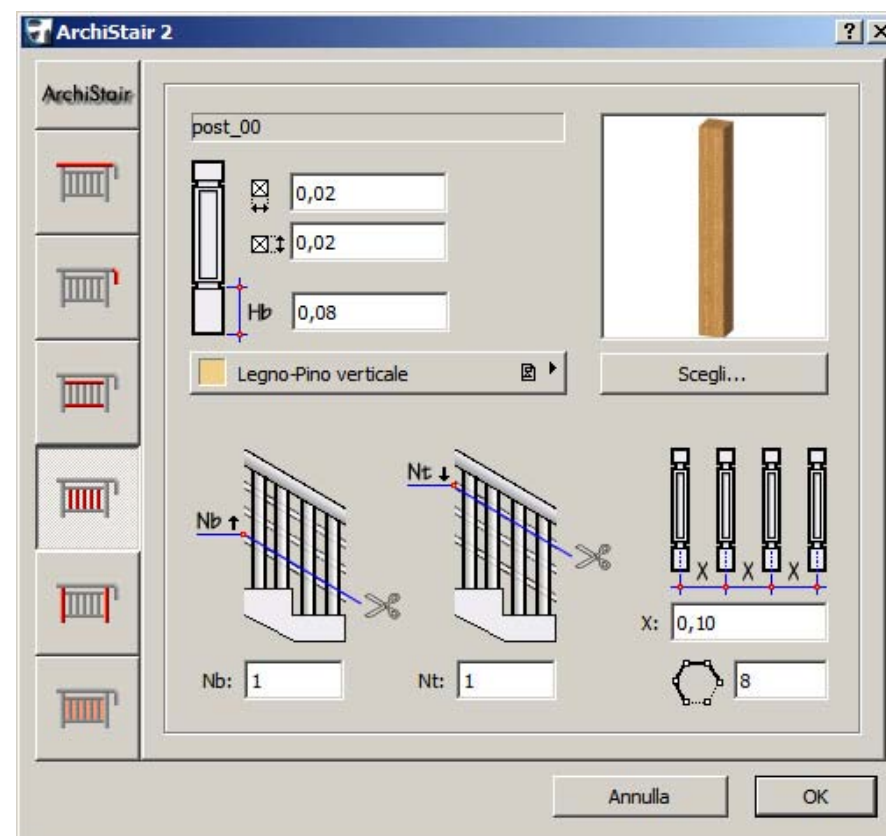 ArchiStair 2
ArchiStair
post_00
0,02
0,02
Hb
0,08
Legno-Pino verticale
Scegli...
Nb
Nt
X X X
X: 0,10
Nb: 1
Nt: 1
8
Annulla
OK